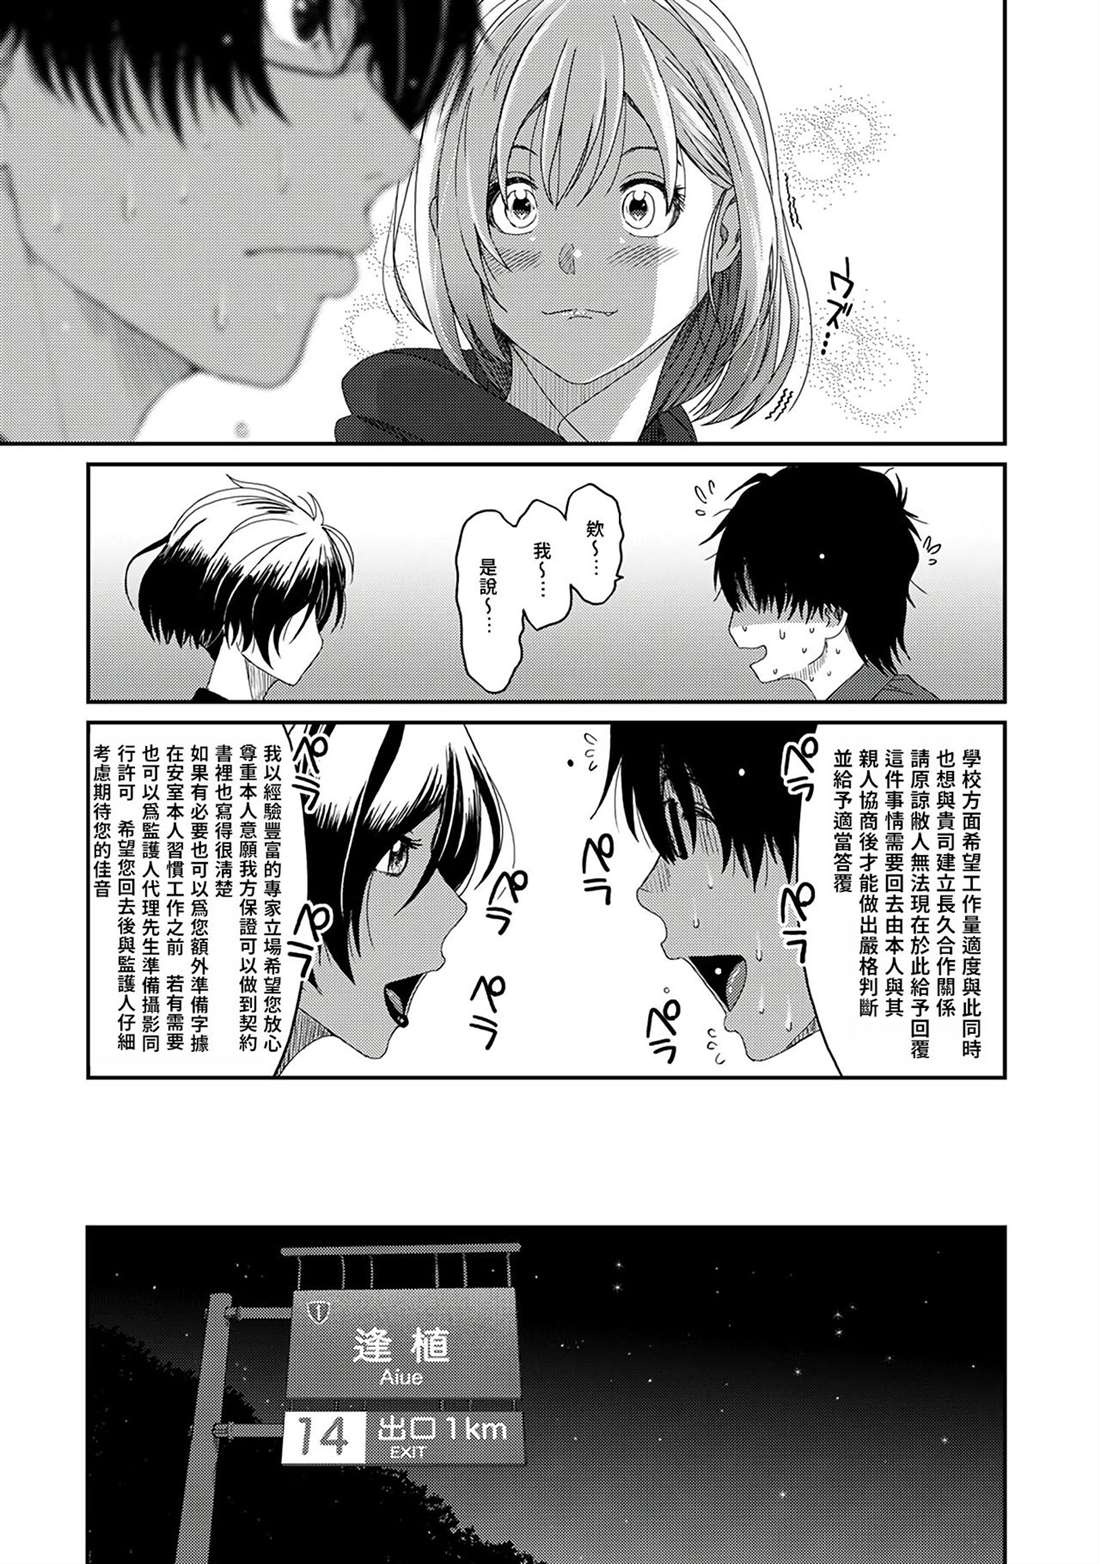 ウズ…
欸～…
我～…
是説～…
學校方面希望工作量適度與此同時
也想與貴司建立長久合作關係
請原諒敝人無法現在於此給予回覆
這件事情需要回去由本人與其
親人協商後才能做出嚴格判斷
並給予適當答覆
ペラペラ
ペラペラ
ペラペラ
ペラペラ
我以經驗豐富的專家立場希望您放心
尊重本人意願我方保證可以做到契約
書裡也寫得很清楚
如果有必要也可以爲您額外準備字據
在安室本人習慣工作之前 若有需要
也可以爲監護人代理先生準備攝影同
行許可 希望您回去後與監護人仔細
考慮期待您的佳音
逢植
Aiue
14 出口 1km
EXIT